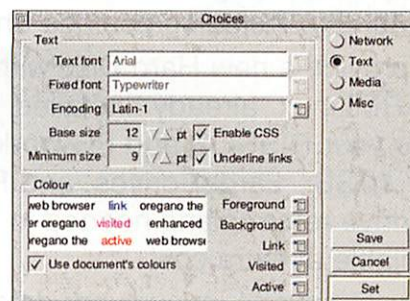 Choices
Text
Text font Arial
Fixed font Typewriter
Encoding Latin-1
Base size 12 pt Enable CSS
Minimum size 9 pt Underline links
Colour
web browser link oregano the
er oregano visited enhanced
oregano the active web brows
Use document's colours
Foreground
Background
Link
Visited
Active
Network
Text
Media
Misc
Save
Cancel
Set